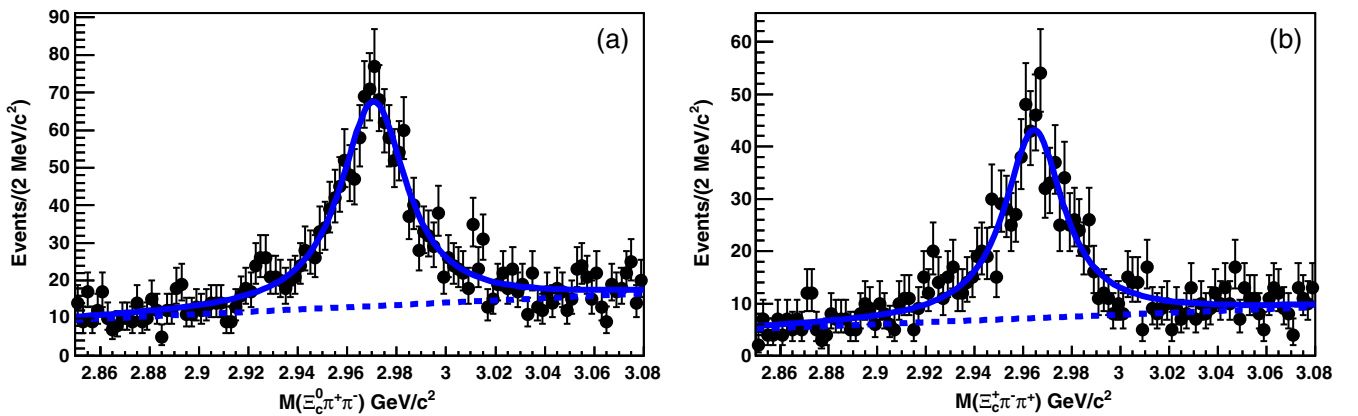 90
80
70
60
50
40
30
20
10
0
Events/(2 MeV/c²)
(a)
2.86 2.88 2.9 2.92 2.94 2.96 2.98 3 3.02 3.04 3.06 3.08
M(Ξc⁰π⁺π⁻) GeV/c²
60
50
40
30
20
10
0
Events/(2 MeV/c²)
(b)
2.86 2.88 2.9 2.92 2.94 2.96 2.98 3 3.02 3.04 3.06 3.08
M(Ξc⁺π⁻π⁺) GeV/c²